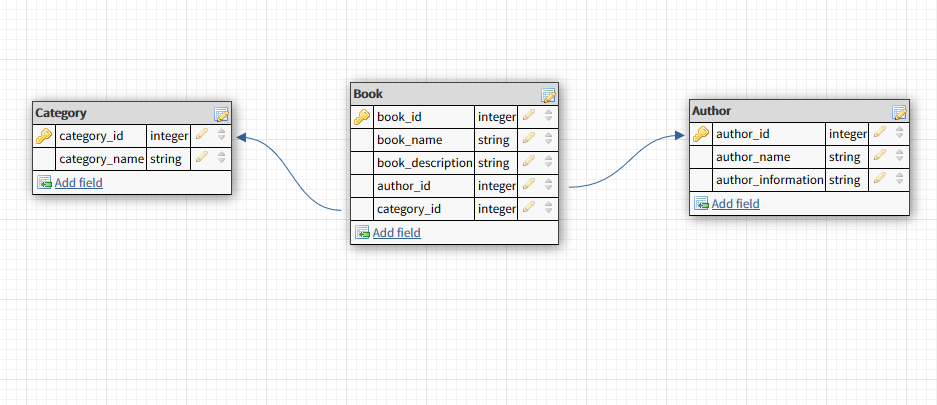 Category
category_id integer
category_name string
Add field
Book
book_id integer
book_name string
book_description string
author_id integer
category_id integer
Add field
Author
author_id integer
author_name string
author_information string
Add field